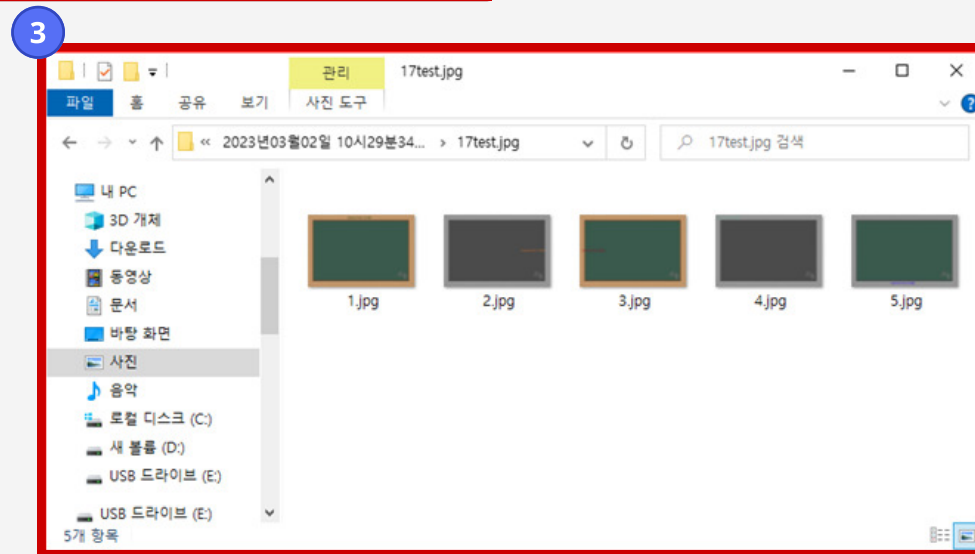 3
관리
17test.jpg
파일 홈 공유 보기 사진 도구
« 2023년03월02일 10시29분34... › 17test.jpg
17test.jpg 검색
내 PC
3D 개체
다운로드
동영상
문서
바탕 화면
사진
음악
로컬 디스크 (C:)
새 볼륨 (D:)
USB 드라이브 (E:)
USB 드라이브 (E:)
1.jpg
2.jpg
3.jpg
4.jpg
5.jpg
5개 항목